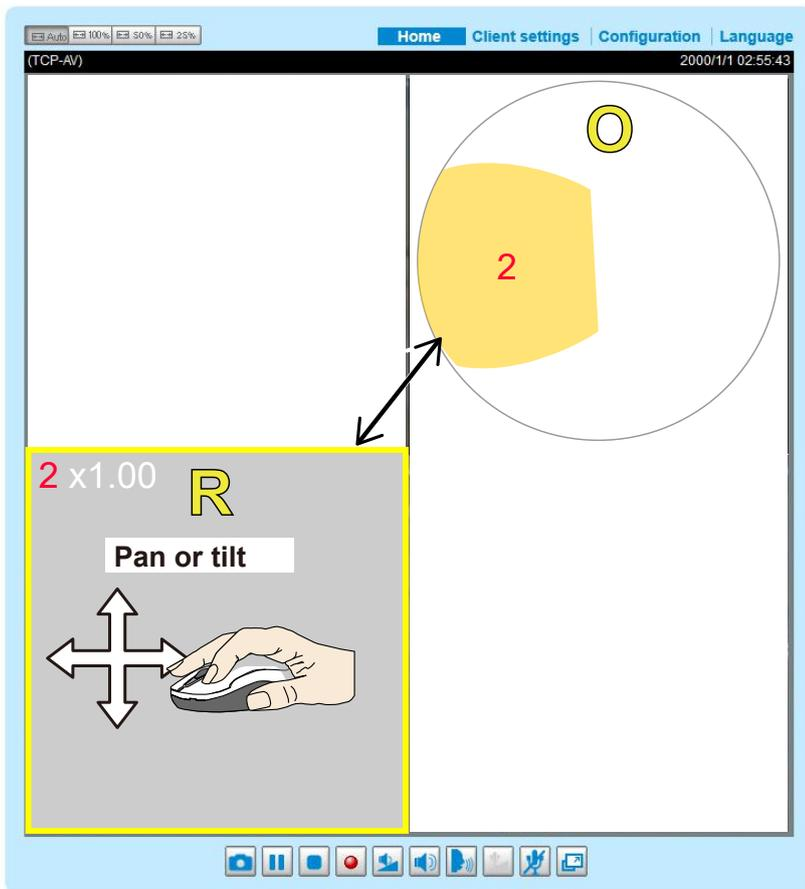 Auto 100% 50% 25%
Home Client settings Configuration Language
(TCP-AV) 2000/1/1 02:55:43
O
2
2 x1.00
R
Pan or tilt